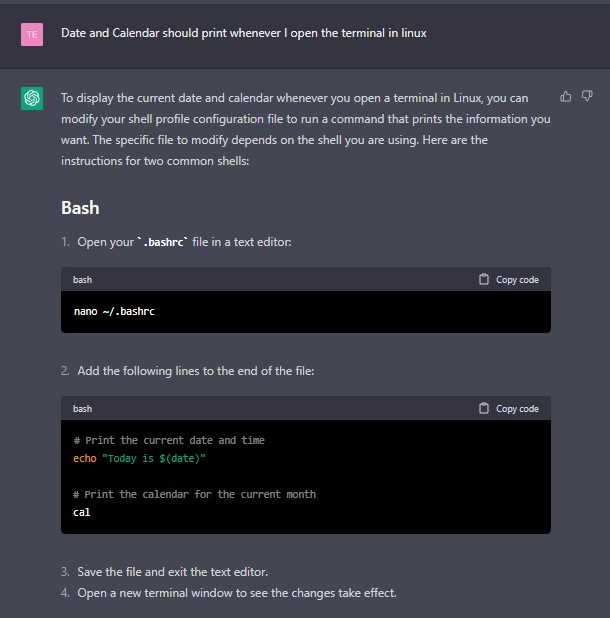 TE
Date and Calendar should print whenever I open the terminal in linux
To display the current date and calendar whenever you open a terminal in Linux, you can
modify your shell profile configuration file to run a command that prints the information you
want. The specific file to modify depends on the shell you are using. Here are the
instructions for two common shells:
Bash
1. Open your `.bashrc` file in a text editor:
bash
Copy code
nano ~/.bashrc
2. Add the following lines to the end of the file:
bash
Copy code
# Print the current date and time
echo "Today is $(date)"
# Print the calendar for the current month
cal
3. Save the file and exit the text editor.
4. Open a new terminal window to see the changes take effect.